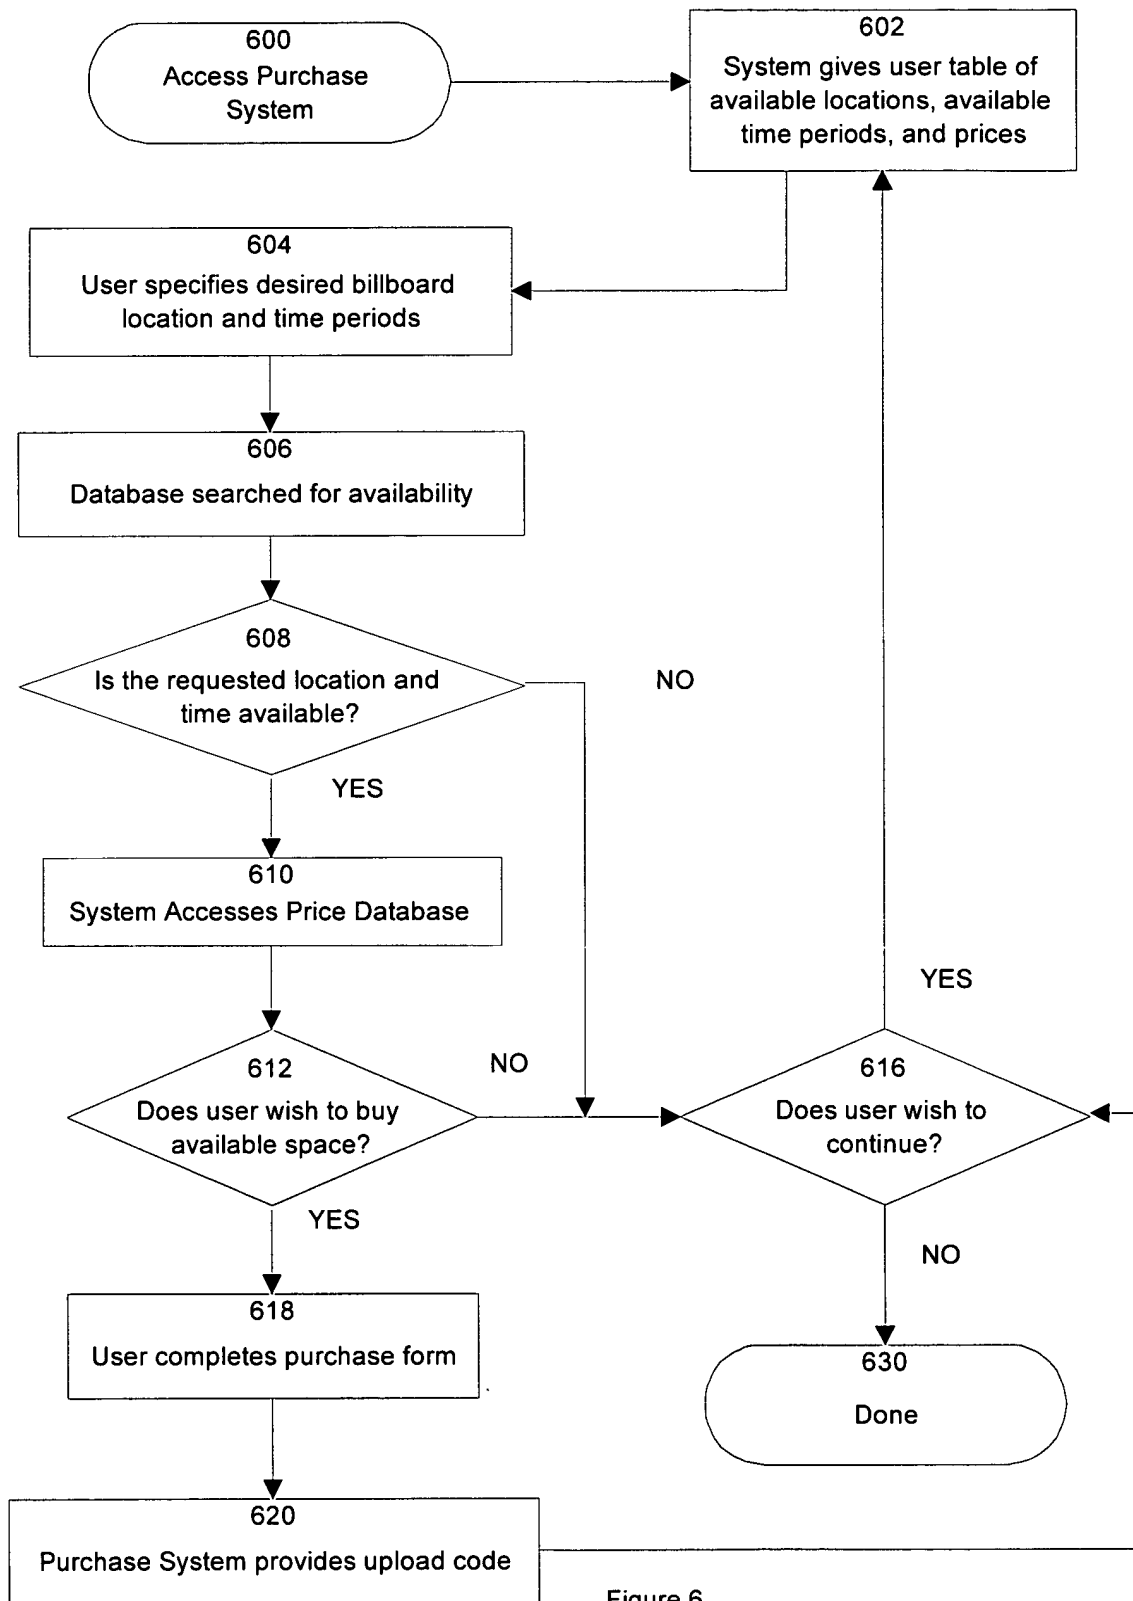 600
Access Purchase
System
602
System gives user table of
available locations, available
time periods, and prices
604
User specifies desired billboard
location and time periods
606
Database searched for availability
608
Is the requested location and
time available?
NO
YES
610
System Accesses Price Database
612
Does user wish to buy
available space?
NO
YES
616
Does user wish to
continue?
YES
NO
618
User completes purchase form
630
Done
620
Purchase System provides upload code
Figure 6